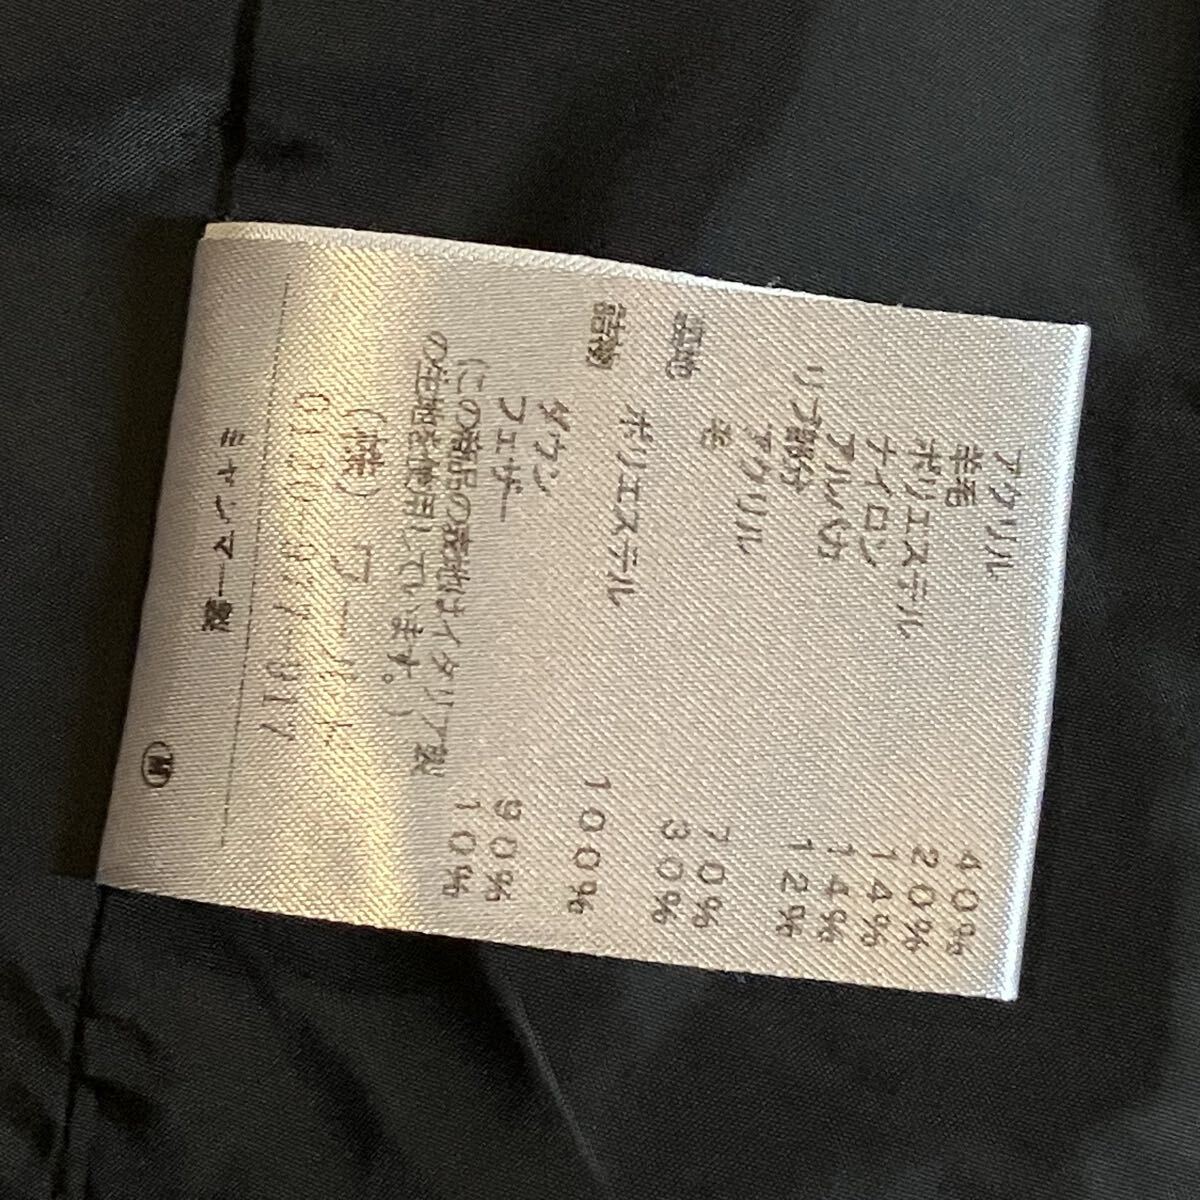 アクリル 40%
羊毛 20%
ポリエステル 14%
ナイロン 14%
アルパカ 12%
リブ部分
アクリル 70%
毛 30%
裏地
ポリエステル 100%
詰物
ダウン 90%
フェザー 10%
(この商品の産地はイタリア製
の生地を使用しています。)
(株) ワールド
ミャンマー製
M